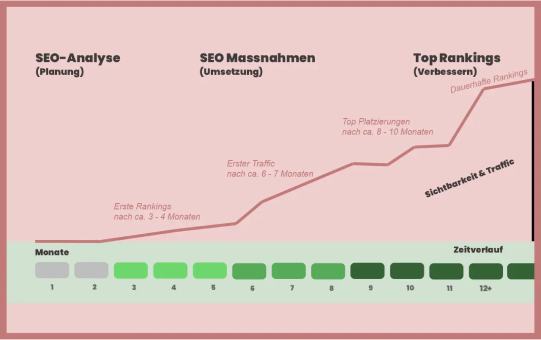 SEO-Analyse
(Planung)
SEO Massnahmen
(Umsetzung)
Top Rankings
(Verbessern)
Dauerhafte Rankings
Top Platzierungen
nach ca. 8 - 10 Monaten
Erster Traffic
nach ca. 6 - 7 Monaten
Sichtbarkeit & Traffic
Erste Rankings
nach ca. 3 - 4 Monaten
Monate
Zeitverlauf
1 2 3 4 5 6 7 8 9 10 11 12+